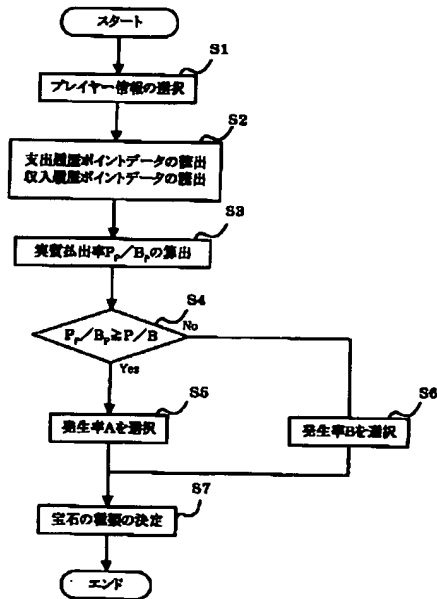 スタート
S1
プレイヤー情報の選択
S2
支出履歴ポイントデータの読出
収入履歴ポイントデータの読出
S3
実質払出率Pp／Bpの算出
S4
Pp／Bp≧P／B
No
Yes
S5
発生率Aを選択
S6
発生率Bを選択
S7
宝石の種類の決定
エンド